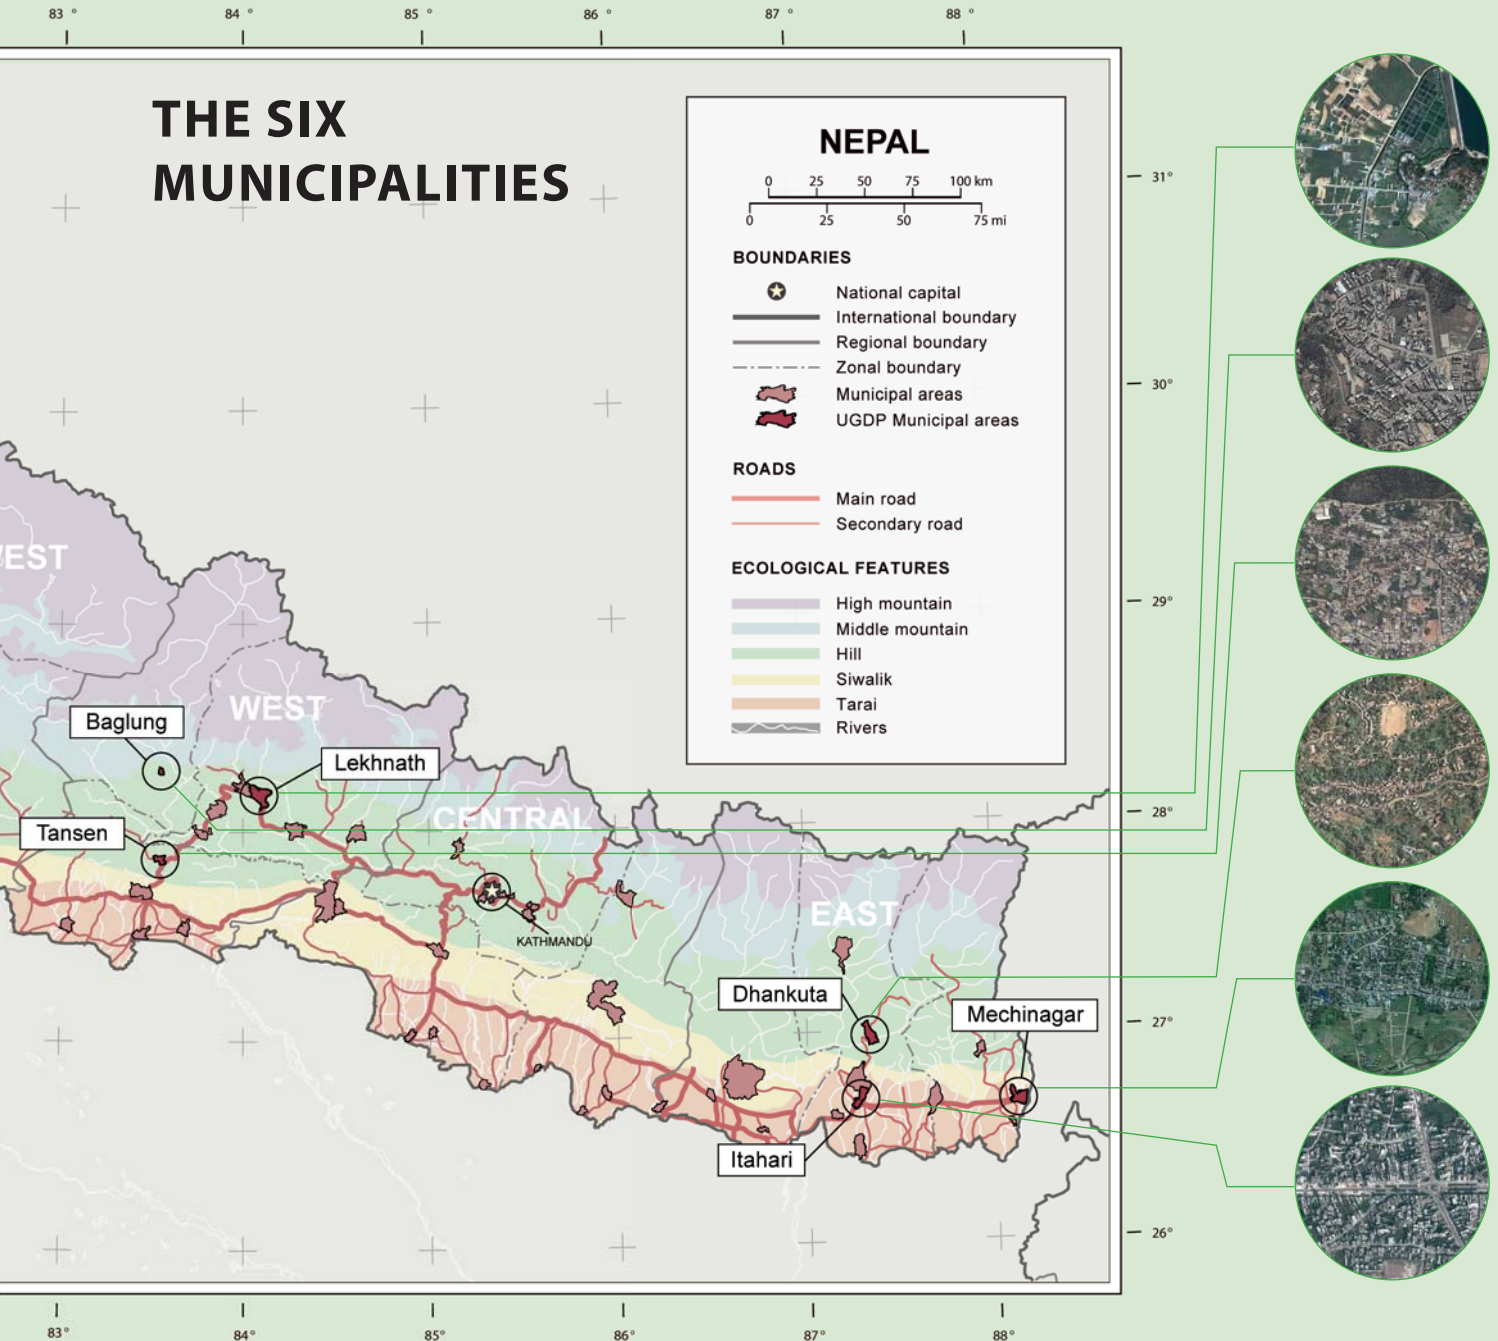 83 ° 84 ° 85 ° 86 ° 87 ° 88 °
THE SIX
MUNICIPALITIES
NEPAL
0 25 50 75 100 km
0 25 50 75 mi
BOUNDARIES
National capital
International boundary
Regional boundary
Zonal boundary
Municipal areas
UGDP Municipal areas
ROADS
Main road
Secondary road
ECOLOGICAL FEATURES
High mountain
Middle mountain
Hill
Siwalik
Tarai
Rivers
31°
30°
29°
28°
27°
26°
EST
WEST
Baglung
Lekhnath
CENTRAL
Tansen
EAST
KATHMANDU
Dhankuta
Mechinagar
Itahari
83° 84° 85° 86° 87° 88°